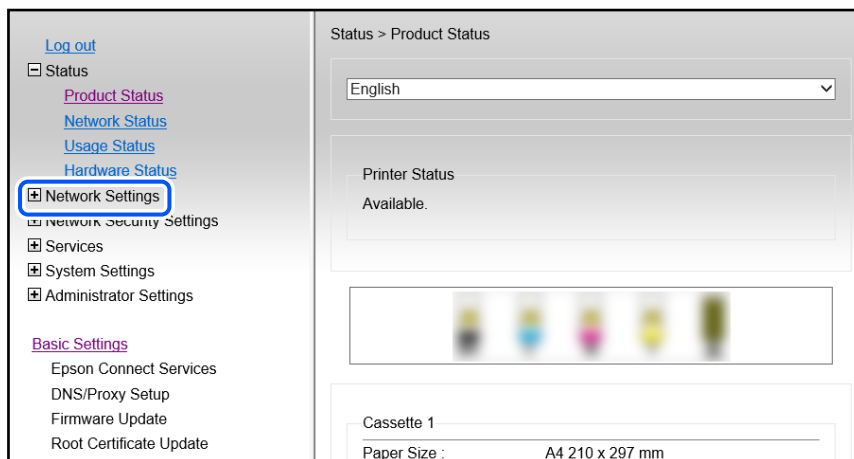 Log out
Status
Product Status
Network Status
Usage Status
Hardware Status
Network Settings
Network Security Settings
Services
System Settings
Administrator Settings
Basic Settings
Epson Connect Services
DNS/Proxy Setup
Firmware Update
Root Certificate Update
Status > Product Status
English
Printer Status
Available.
Cassette 1
Paper Size : A4 210 x 297 mm